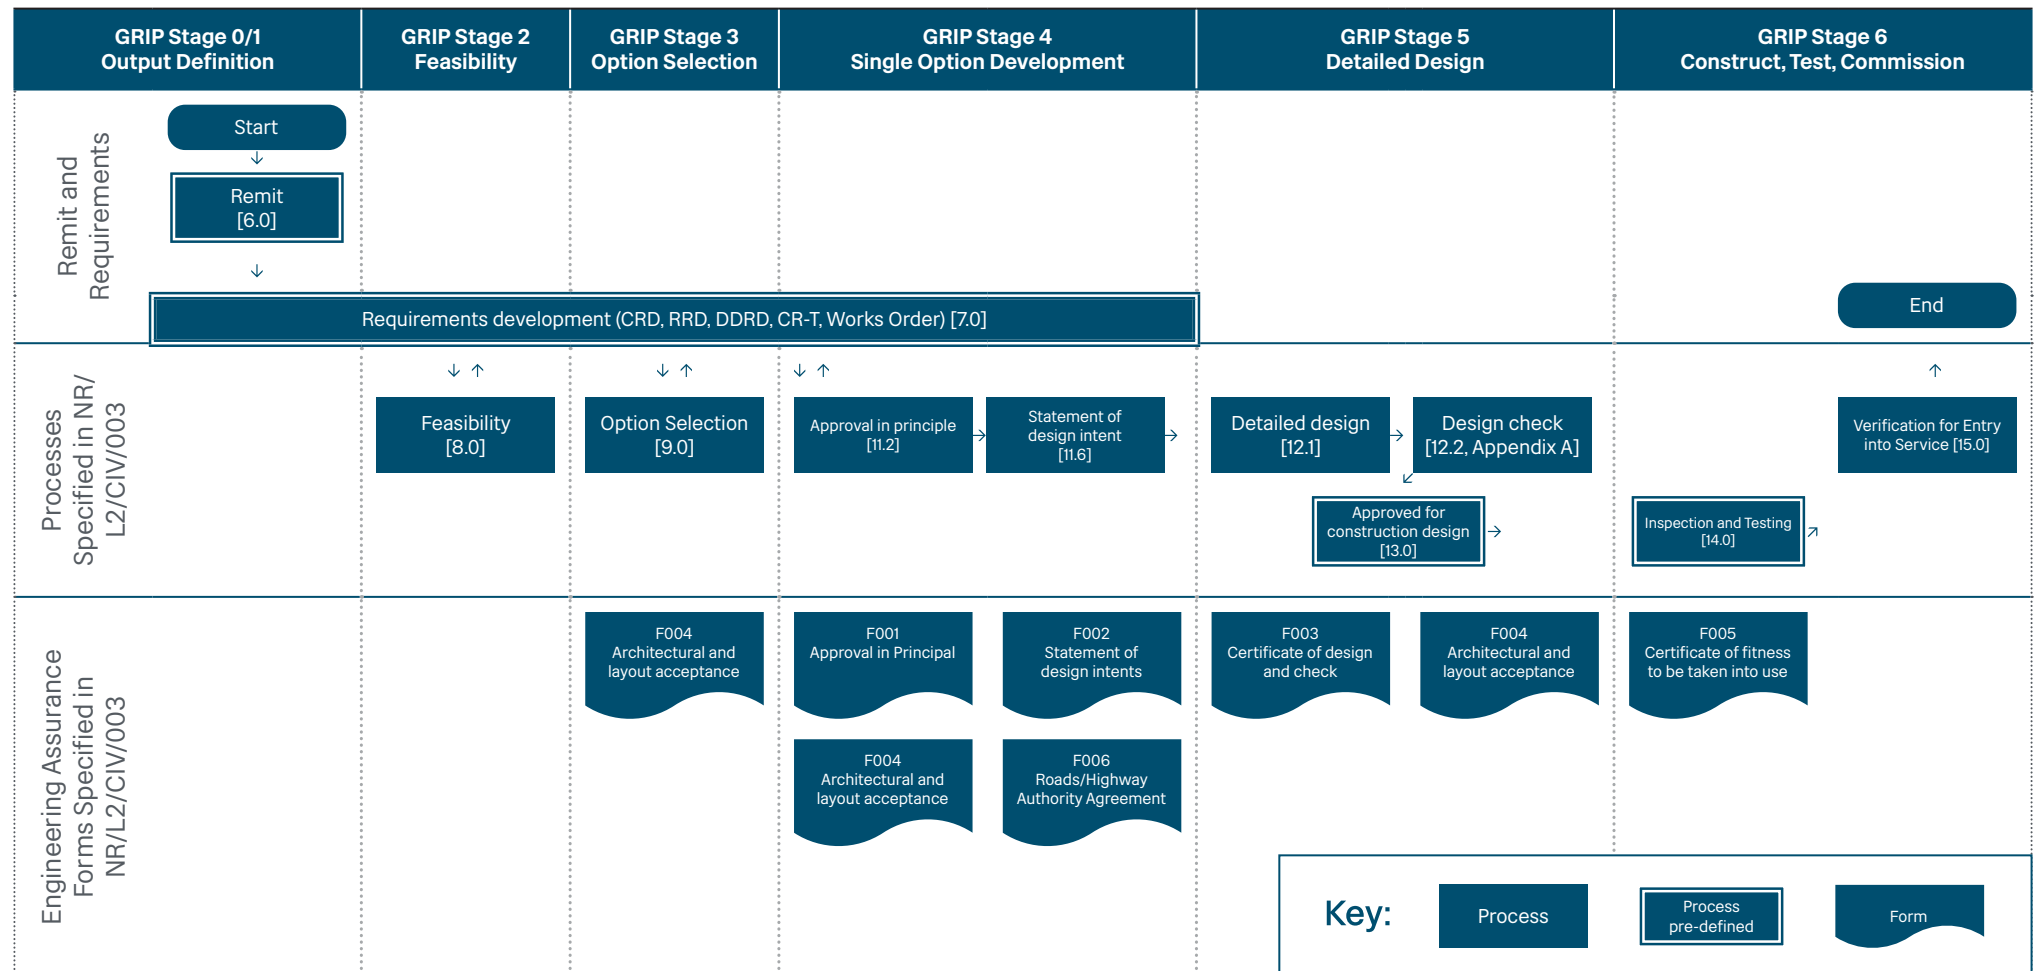 GRIP Stage 0/1
Output Definition
GRIP Stage 2
Feasibility
GRIP Stage 3
Option Selection
GRIP Stage 4
Single Option Development
GRIP Stage 5
Detailed Design
GRIP Stage 6
Construct, Test, Commission
Remit and
Requirements
Start
Remit
[6.0]
Requirements development (CRD, RRD, DDRD, CR-T, Works Order) [7.0]
End
Processes
Specified in NR/
L2/CIV/003
Feasibility
[8.0]
Option Selection
[9.0]
Approval in principle
[11.2]
Statement of
design intent
[11.6]
Detailed design
[12.1]
Design check
[12.2, Appendix A]
Approved for
construction design
[13.0]
Inspection and Testing
[14.0]
Verification for Entry
into Service [15.0]
Engineering Assurance
Forms Specified in
NR/L2/CIV/003
F004
Architectural and
layout acceptance
F001
Approval in Principal
F002
Statement of
design intents
F003
Certificate of design
and check
F004
Architectural and
layout acceptance
F005
Certificate of fitness
to be taken into use
F004
Architectural and
layout acceptance
F006
Roads/Highway
Authority Agreement
Key:
Process
Process
pre-defined
Form